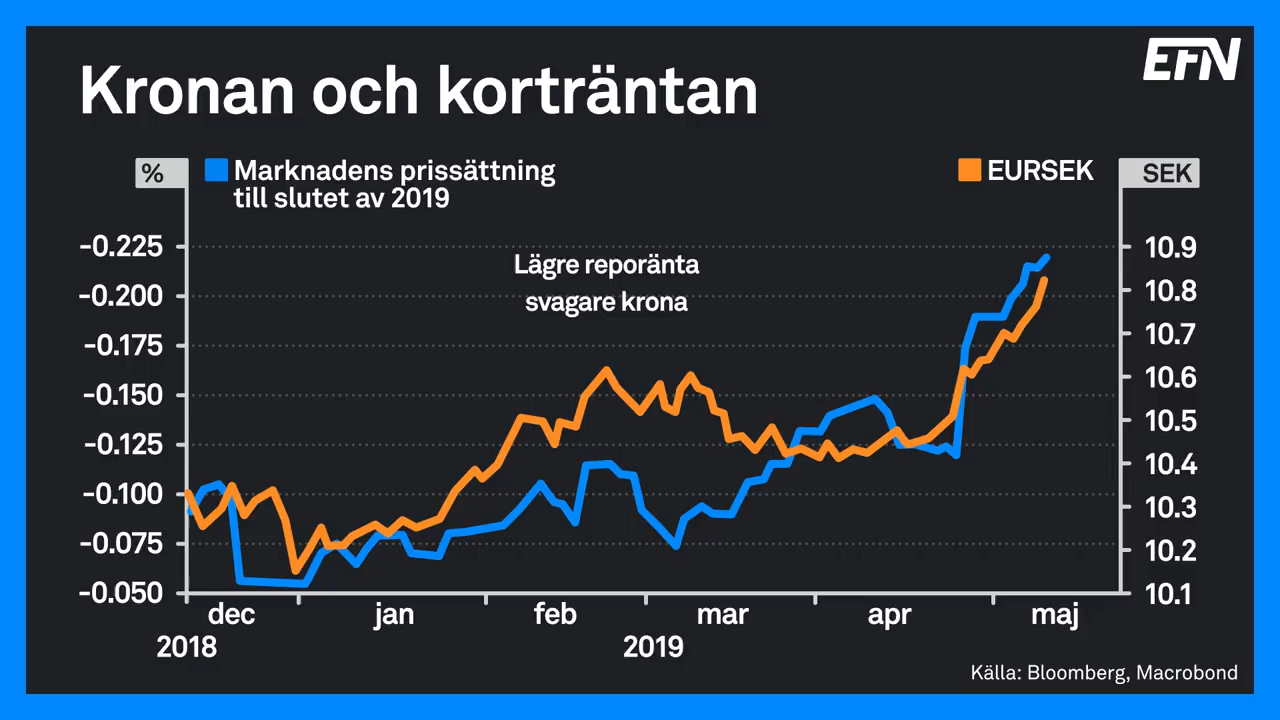 EFN
Kronan och korträntan
%
Marknadens prissättning
till slutet av 2019
EURSEK
SEK
Lägre reporänta
svagare krona
-0.225
-0.200
-0.175
-0.150
-0.125
-0.100
-0.075
-0.050
10.9
10.8
10.7
10.6
10.5
10.4
10.3
10.2
10.1
dec jan feb mar apr maj
2018 2019
Källa: Bloomberg, Macrobond